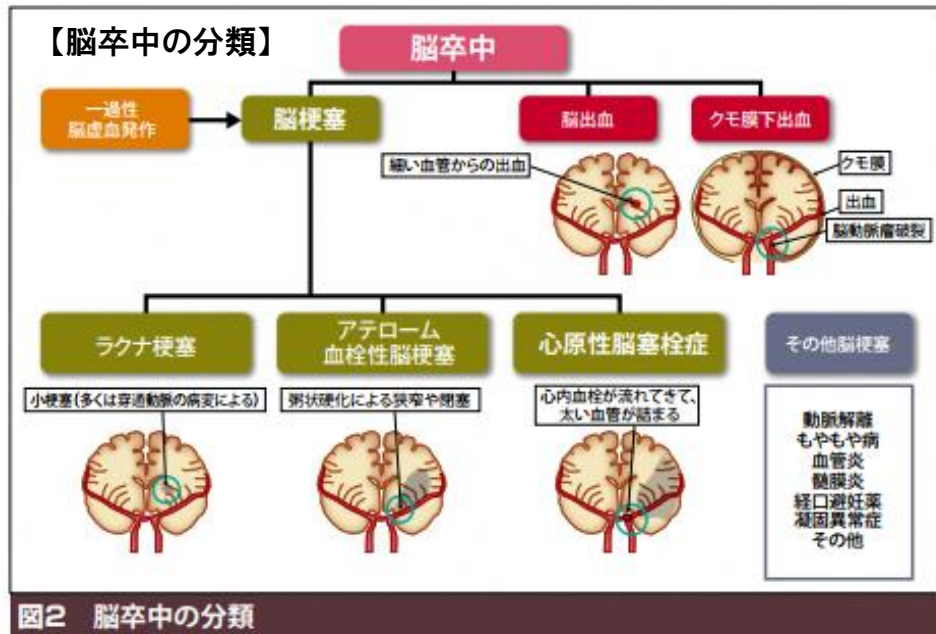 【脳卒中の分類】
脳卒中
一過性
脳虚血発作
脳梗塞
脳出血
クモ膜下出血
細い血管からの出血
クモ膜
出血
脳動脈瘤破裂
ラクナ梗塞
アテローム
血栓性脳梗塞
心原性脳塞栓症
その他脳梗塞
小梗塞(多くは穿通動脈の病変による)
粥状硬化による狭窄や閉塞
心内血栓が流れてきて、
太い血管が詰まる
動脈解離
もやもや病
血管炎
髄膜炎
経口避妊薬
凝固異常症
その他
図2 脳卒中の分類